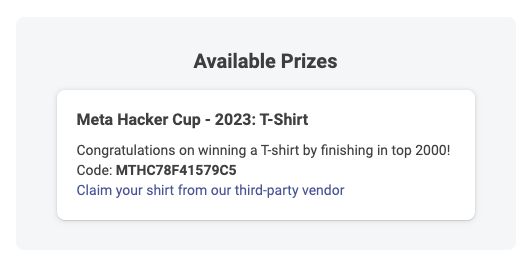 Available Prizes
Meta Hacker Cup - 2023: T-Shirt
Congratulations on winning a T-shirt by finishing in top 2000!
Code: MTHC78F41579C5
Claim your shirt from our third-party vendor